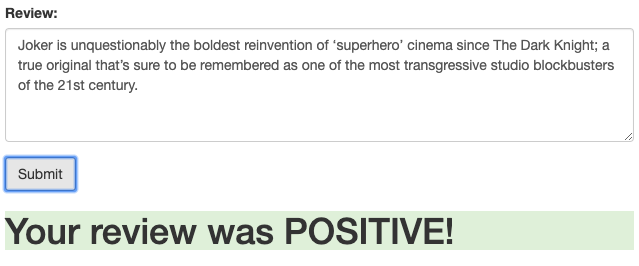 Review:
Joker is unquestionably the boldest reinvention of ‘superhero’ cinema since The Dark Knight; a
true original that’s sure to be remembered as one of the most transgressive studio blockbusters
of the 21st century.
Submit
Your review was POSITIVE!